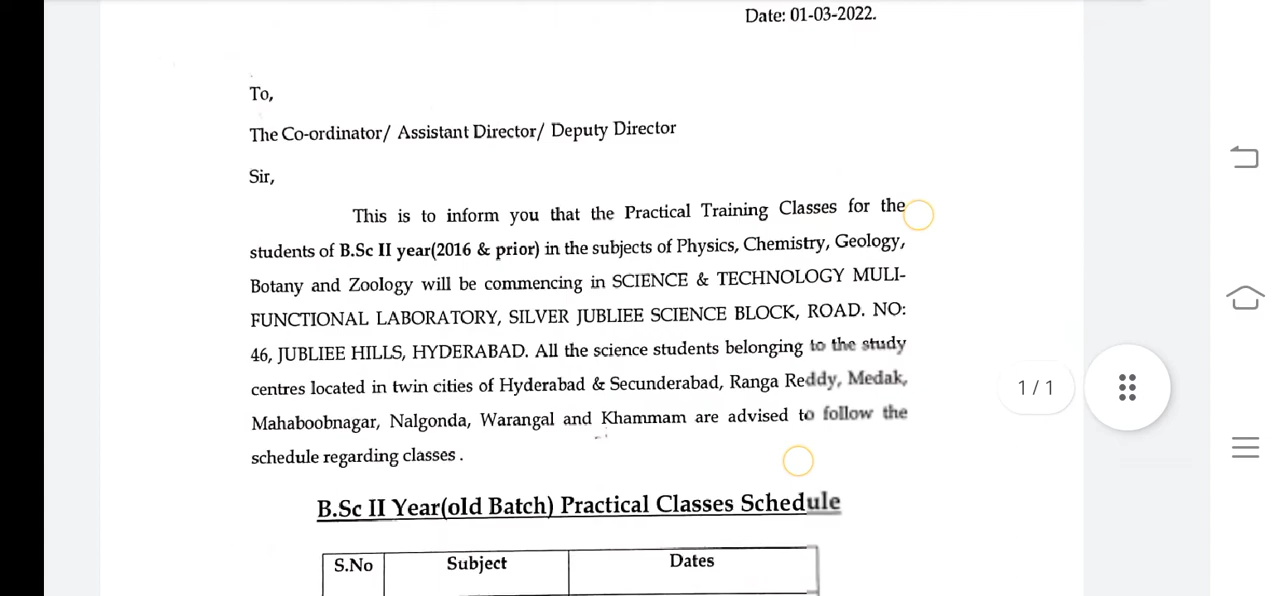 Date: 01-03-2022.
To,
The Co-ordinator/ Assistant Director/ Deputy Director
Sir,
This is to inform you that the Practical Training Classes for the
students of B.Sc II year(2016 & prior) in the subjects of Physics, Chemistry, Geology,
Botany and Zoology will be commencing in SCIENCE & TECHNOLOGY MULI-
FUNCTIONAL LABORATORY, SILVER JUBLIEE SCIENCE BLOCK, ROAD. NO:
46, JUBLIEE HILLS, HYDERABAD. All the science students belonging to the study
centres located in twin cities of Hyderabad & Secunderabad, Ranga Reddy, Medak,
Mahaboobnagar, Nalgonda, Warangal and Khammam are advised to follow the
schedule regarding classes .
B.Sc II Year(old Batch) Practical Classes Schedule
S.No Subject Dates
1 / 1